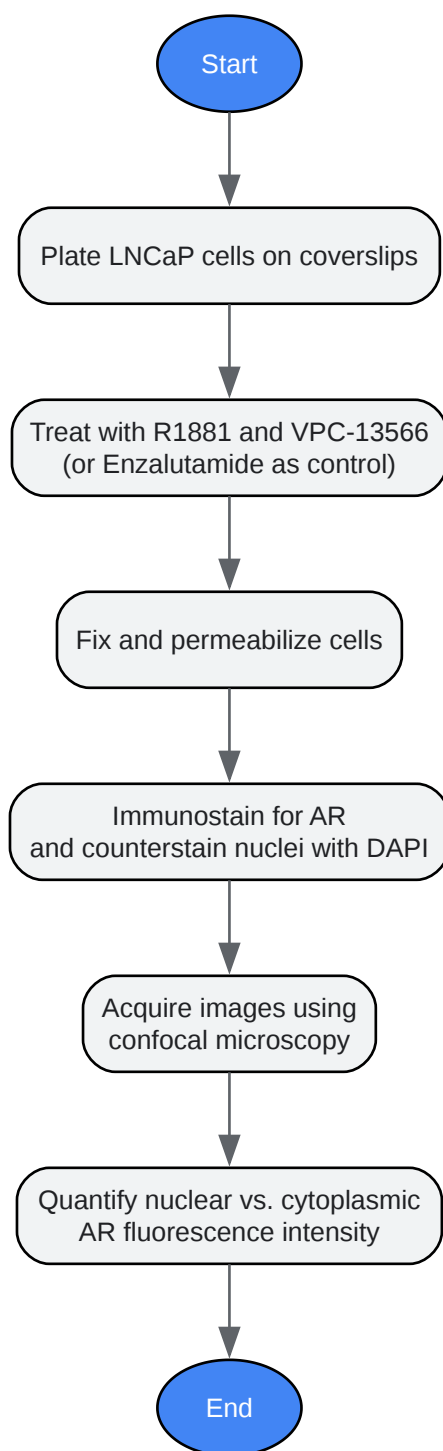 Start
Plate LNCaP cells on coverslips
Treat with R1881 and VPC-13566
(or Enzalutamide as control)
Fix and permeabilize cells
Immunostain for AR
and counterstain nuclei with DAPI
Acquire images using
confocal microscopy
Quantify nuclear vs. cytoplasmic
AR fluorescence intensity
End